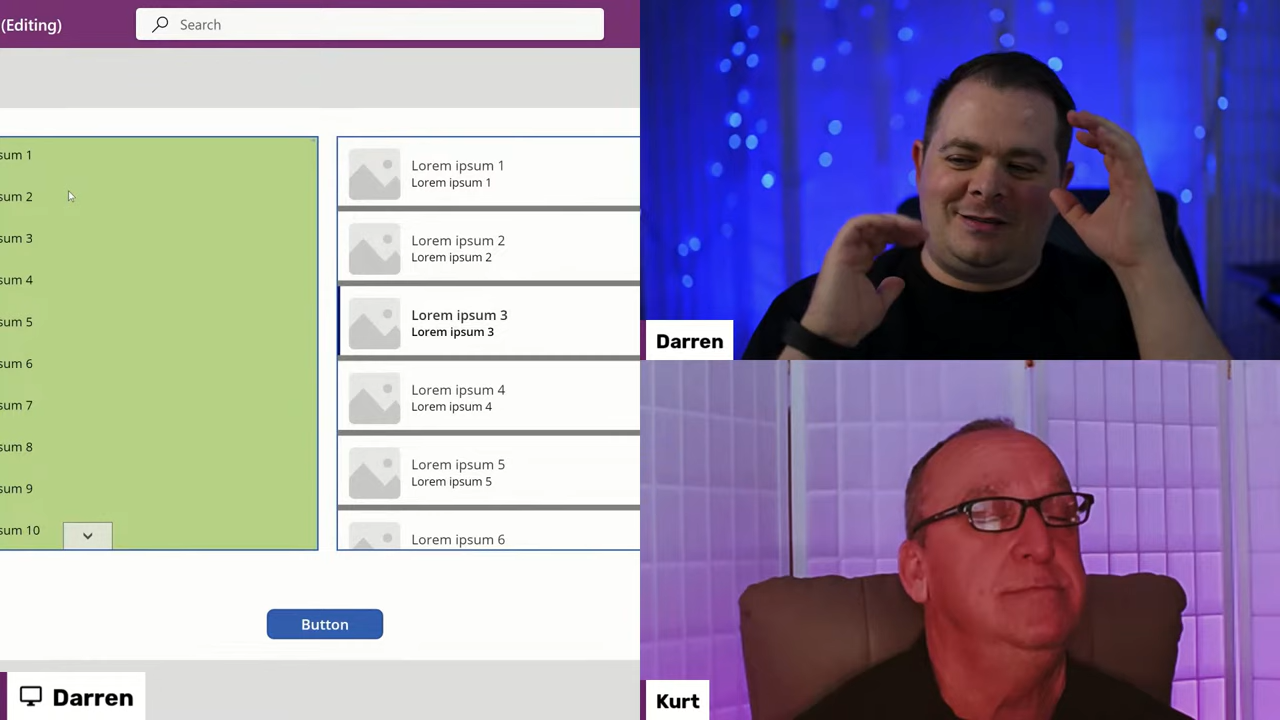 (Editing)
Search
sum 1
sum 2
sum 3
sum 4
sum 5
sum 6
sum 7
sum 8
sum 9
sum 10
Lorem ipsum 1
Lorem ipsum 1
Lorem ipsum 2
Lorem ipsum 2
Lorem ipsum 3
Lorem ipsum 3
Lorem ipsum 4
Lorem ipsum 4
Lorem ipsum 5
Lorem ipsum 5
Lorem ipsum 6
Button
Darren
Darren
Kurt